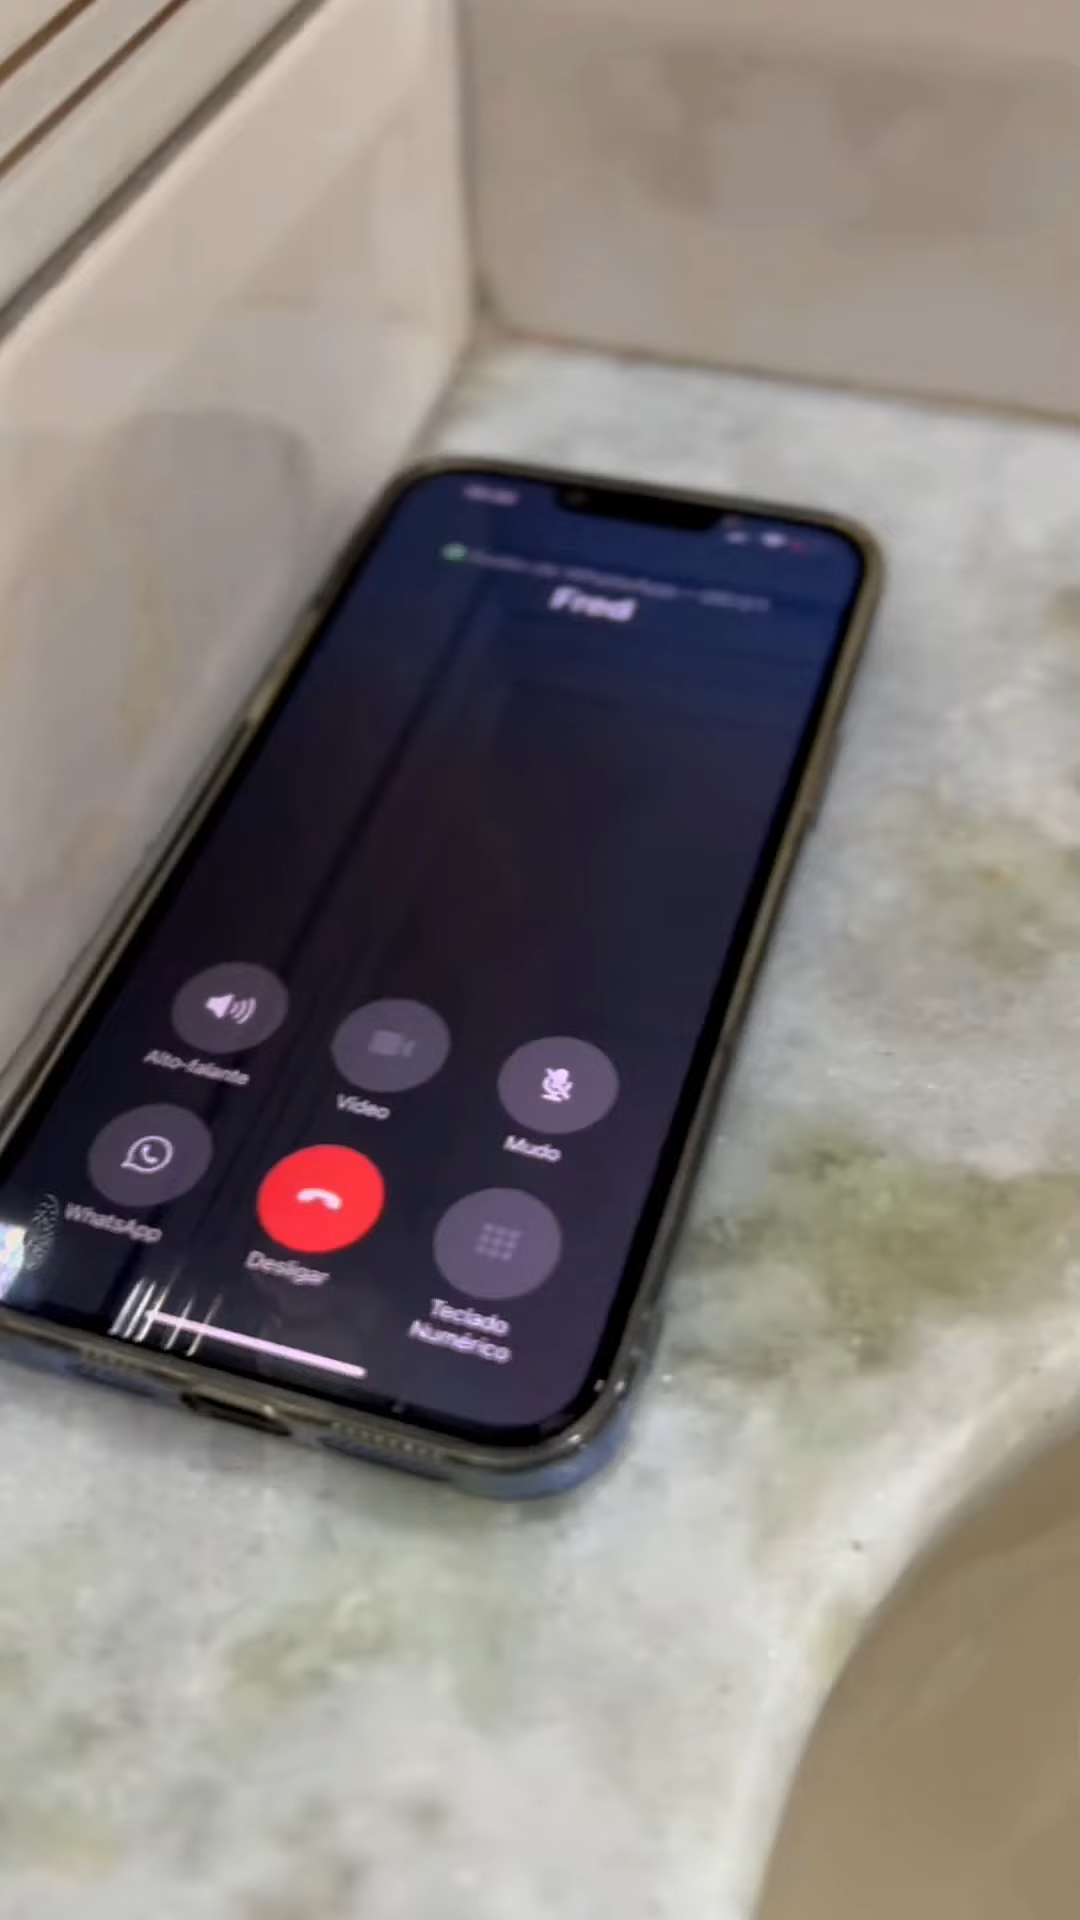 Fred
Alto-falante
Vídeo
Mudo
WhatsApp
Desligar
Teclado
Numérico